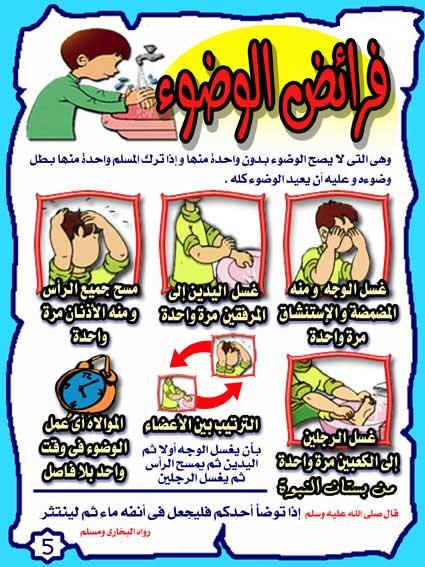 فرائض الوضوء
وهى التى لا يصح الوضوء بدون واحدة منها وإذا ترك المسلم واحدة منها بطل
وضوءه و عليه أن يعيد الوضوء كله .
غسل الوجه ومنه
المضمضة والإستنشاق
مرة واحدة
غسل اليدين إلى
المرفقين مرة واحدة
مسح جميع الرأس
ومنه الأذنان مرة
واحدة
غسل الرجلين
إلى الكعبين مرة واحدة
الترتيب بين الأعضاء
بأن يغسل الوجه أولا ثم
اليدين ثم يمسح الرأس
ثم يغسل الرجلين
الموالاه أى عمل
الوضوء فى وقت
واحد بلا فاصل
من بستان النبوة
قال صلى الله عليه وسلم إذا توضأ أحدكم فليجعل فى أنفه ماء ثم لينتثر
رواه البخارى ومسلم
5